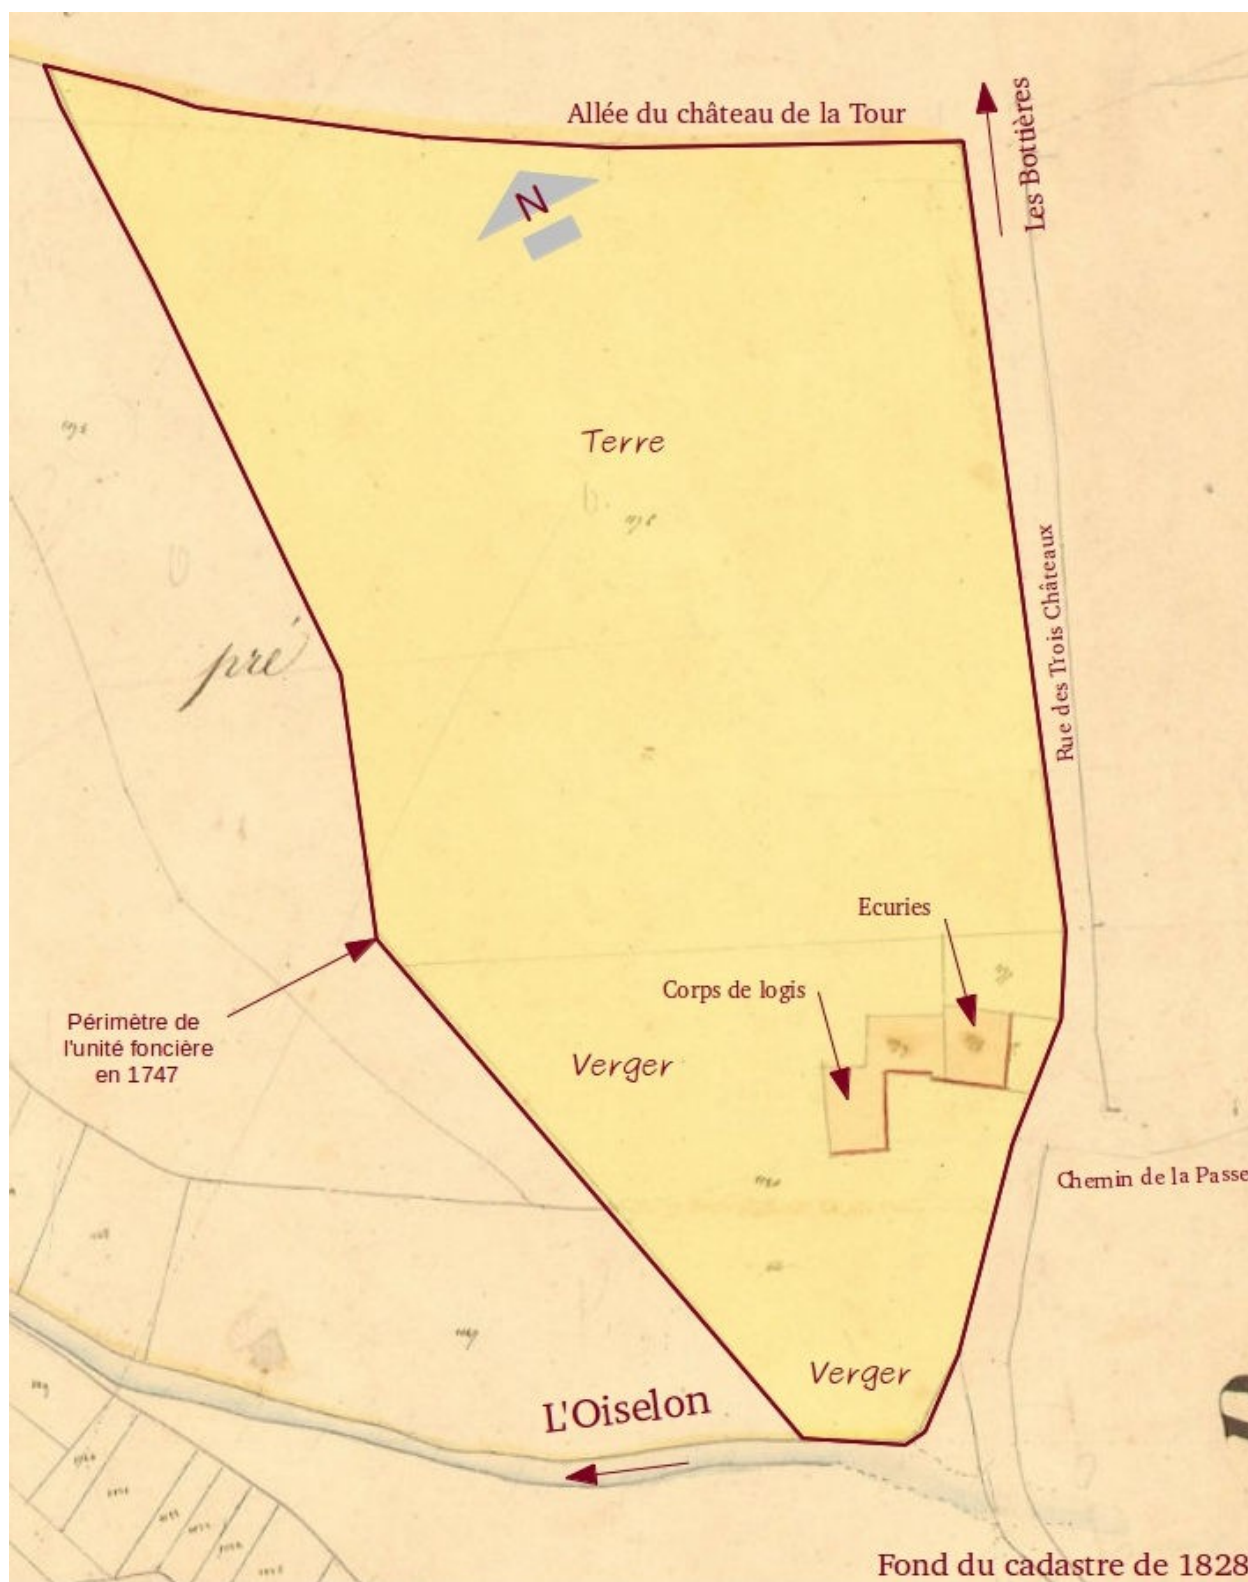 Allée du château de la Tour
Les Bottières
N
Terre
pré
Rue des Trois Châteaux
Ecuries
Corps de logis
Périmètre de
l'unité foncière
en 1747
Verger
Chemin de la Passe
Verger
L'Oiselon
Fond du cadastre de 1828